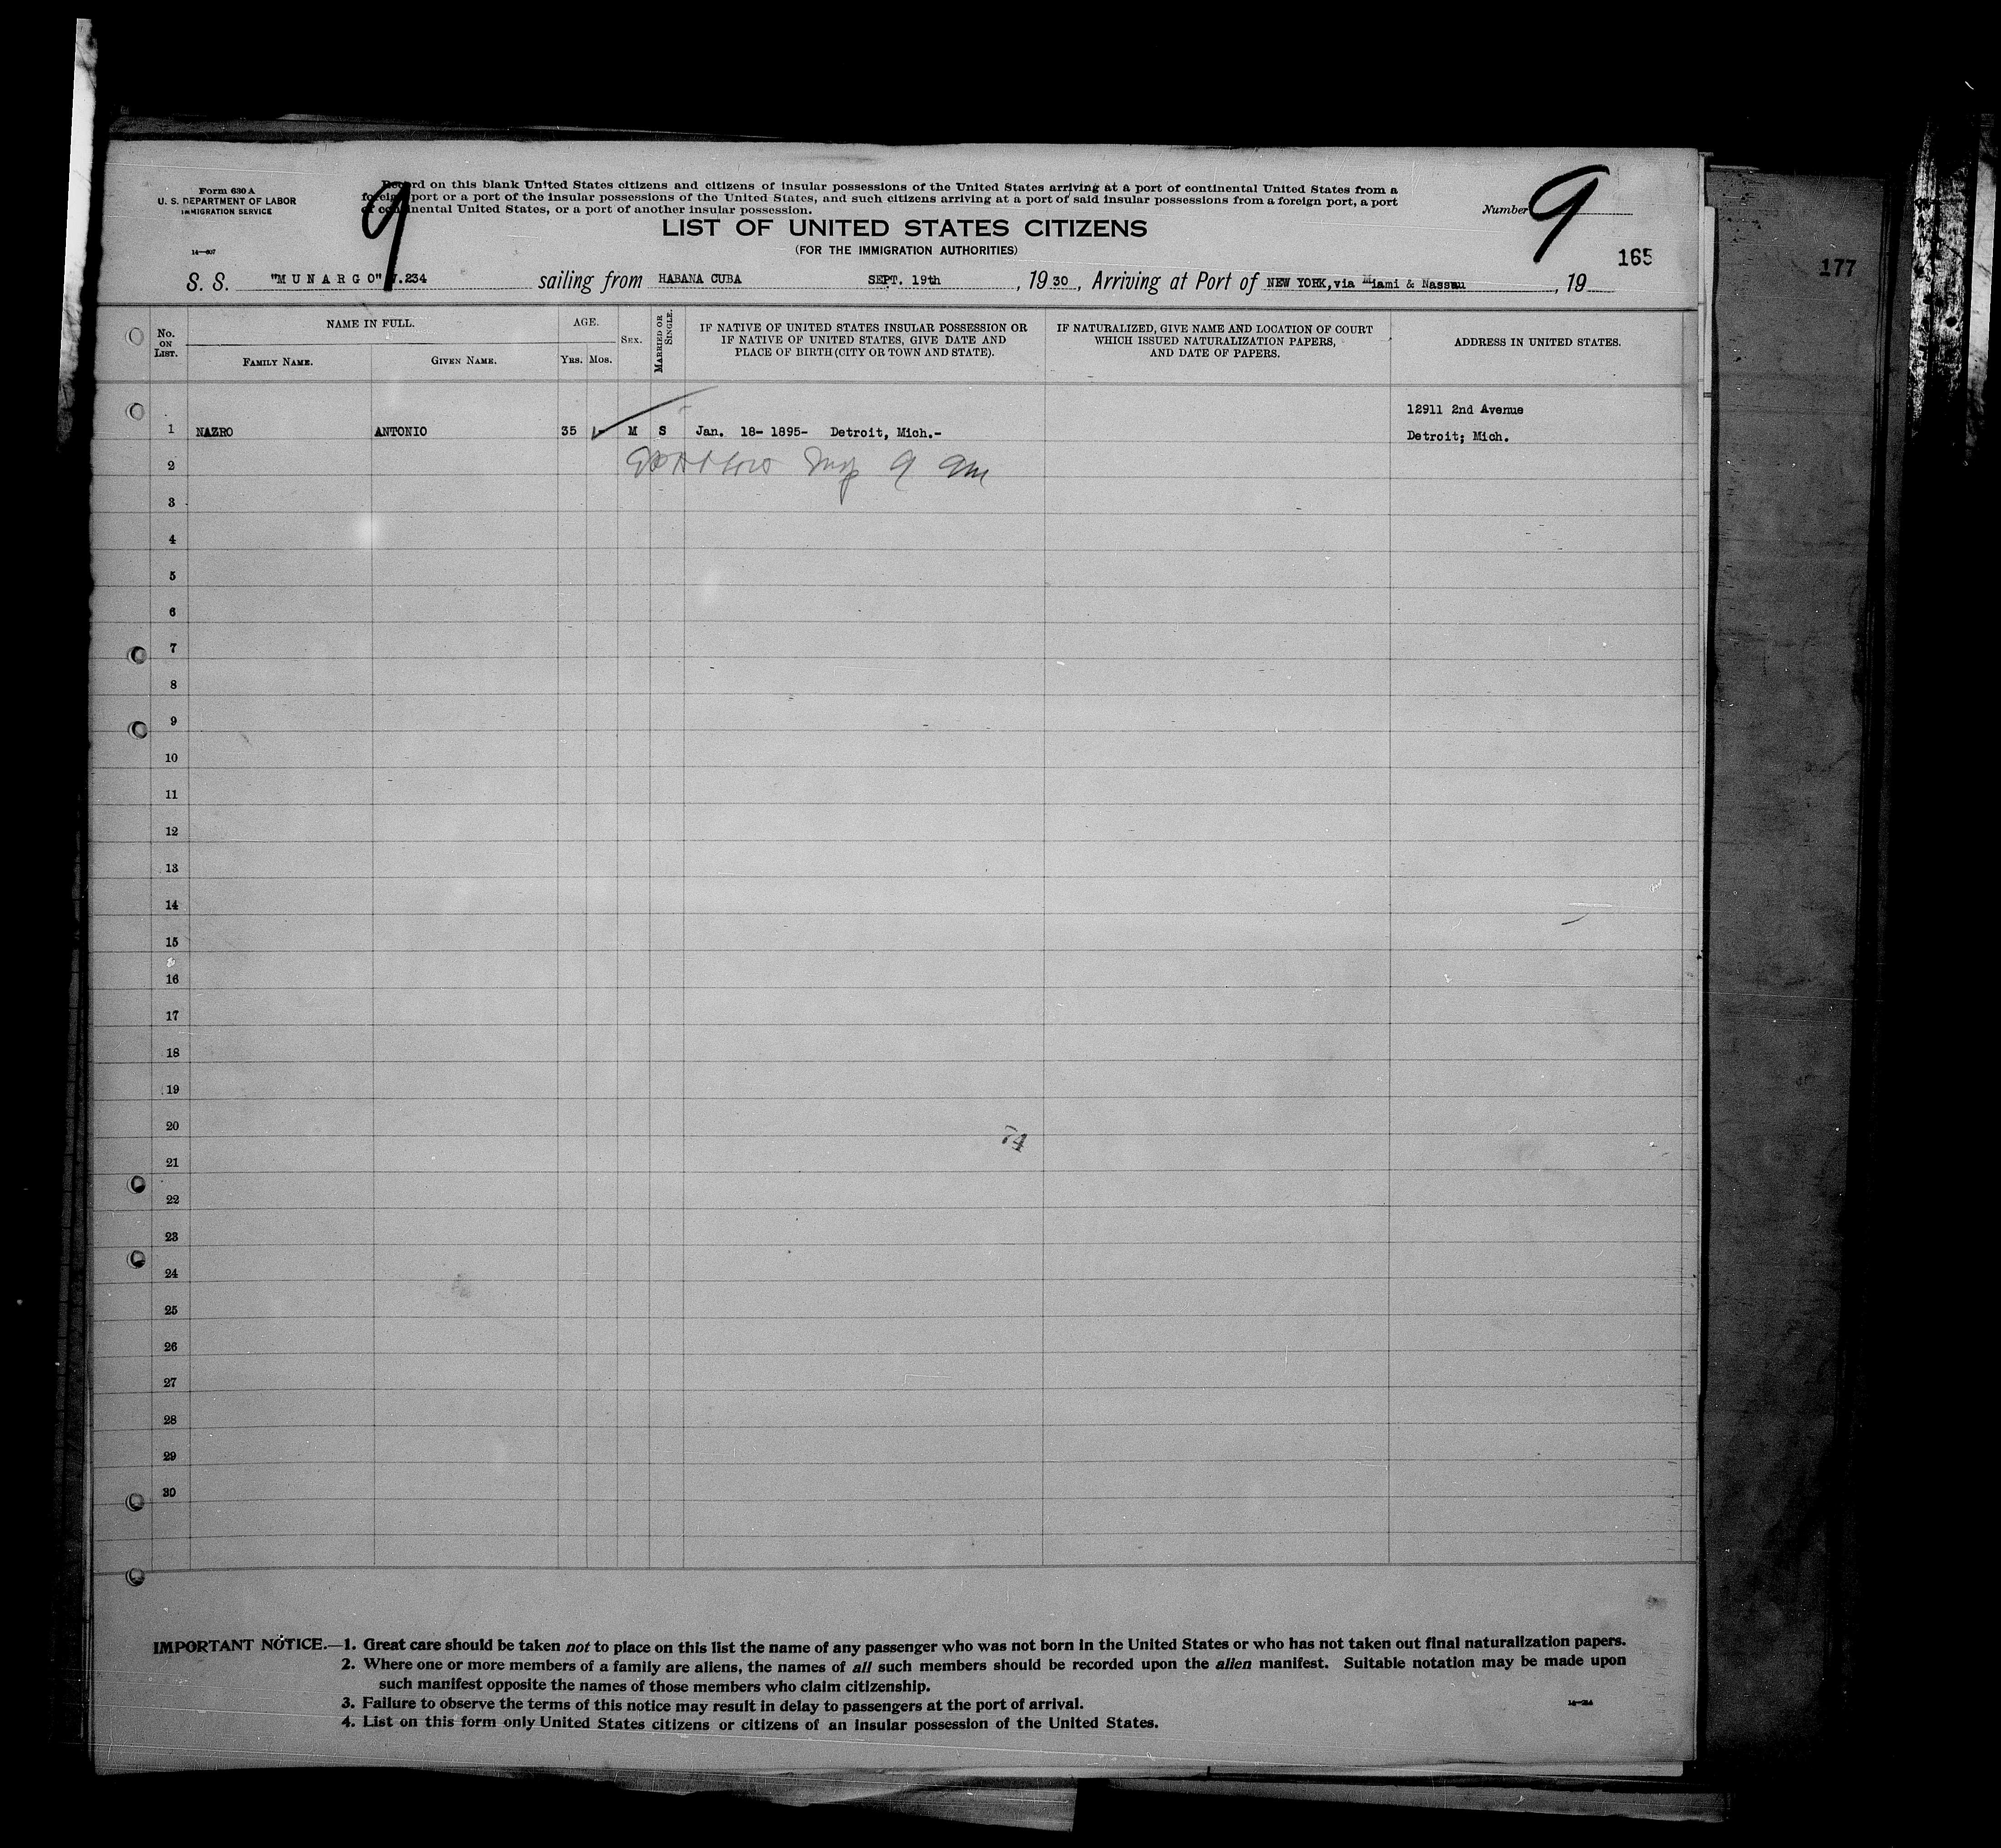 Form 630 A
U. S. DEPARTMENT OF LABOR
IMMIGRATION SERVICE
14—607
Record on this blank United States citizens and citizens of insular possessions of the United States arriving at a port of continental United States from a
foreign port or a port of the insular possessions of the United States, and such citizens arriving at a port of said insular possessions from a foreign port, a port
of continental United States, or a port of another insular possession.
9
Number 9
LIST OF UNITED STATES CITIZENS
(FOR THE IMMIGRATION AUTHORITIES)
165
177
S. S. "M U N A R G O" V.234 sailing from HABANA CUBA SEPT. 19th , 19 30 , Arriving at Port of NEW YORK, via Miami & Nassau , 19
No. ON LIST.
NAME IN FULL.
FAMILY NAME. GIVEN NAME.
AGE.
YRS. MOS.
SEX.
MARRIED OR SINGLE.
IF NATIVE OF UNITED STATES INSULAR POSSESSION OR
IF NATIVE OF UNITED STATES, GIVE DATE AND
PLACE OF BIRTH (CITY OR TOWN AND STATE).
IF NATURALIZED, GIVE NAME AND LOCATION OF COURT
WHICH ISSUED NATURALIZATION PAPERS,
AND DATE OF PAPERS.
ADDRESS IN UNITED STATES.
12911 2nd Avenue
1 NAZRO ANTONIO 35 M S Jan. 18- 1895- Detroit, Mich.- Detroit; Mich.
2
3
4
5
6
7
8
9
10
11
12
13
14
15
16
17
18
19
20
21
22
23
24
25
26
27
28
29
30
IMPORTANT NOTICE.—1. Great care should be taken not to place on this list the name of any passenger who was not born in the United States or who has not taken out final naturalization papers.
2. Where one or more members of a family are aliens, the names of all such members should be recorded upon the alien manifest. Suitable notation may be made upon
such manifest opposite the names of those members who claim citizenship.
3. Failure to observe the terms of this notice may result in delay to passengers at the port of arrival.
4. List on this form only United States citizens or citizens of an insular possession of the United States.